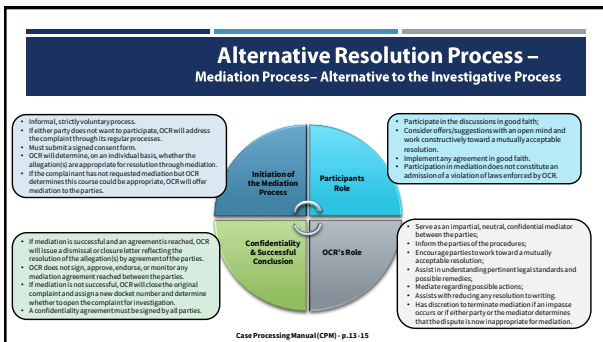 Alternative Resolution Process –
Mediation Process– Alternative to the Investigative Process
• Informal, strictly voluntary process.
• If either party does not want to participate, OCR will address
the complaint through its regular processes.
• Must submit a signed consent form.
• OCR will determine, on an individual basis, whether the
allegation(s) are appropriate for resolution through mediation.
• If the complainant has not requested mediation but OCR
determines this course could be appropriate, OCR will offer
mediation to the parties.
Initiation of
the Mediation
Process
Participants
Role
• Participate in the discussions in good faith;
• Consider offers/suggestions with an open mind and
work constructively toward a mutually acceptable
resolution.
• Implement any agreement in good faith.
• Participation in mediation does not constitute an
admission of a violation of laws enforced by OCR.
• If mediation is successful and an agreement is reached, OCR
will issue a dismissal or closure letter reflecting the
resolution of the allegation(s) by agreement of the parties.
• OCR does not sign, approve, endorse, or monitor any
mediation agreement reached between the parties.
• If mediation is not successful, OCR will close the original
complaint and assign a new docket number and determine
whether to open the complaint for investigation.
• A confidentiality agreement must be signed by all parties.
Confidentiality
& Successful
Conclusion
OCR's Role
• Serve as an impartial, neutral, confidential mediator
between the parties;
• Inform the parties of the procedures;
• Encourage parties to work toward a mutually
acceptable resolution;
• Assist in understanding pertinent legal standards and
possible remedies;
• Mediate regarding possible actions;
• Assists with reducing any resolution to writing.
• Has discretion to terminate mediation if an impasse
occurs or if either party or the mediator determines
that the dispute is now inappropriate for mediation.
Case Processing Manual (CPM) - p.13-15